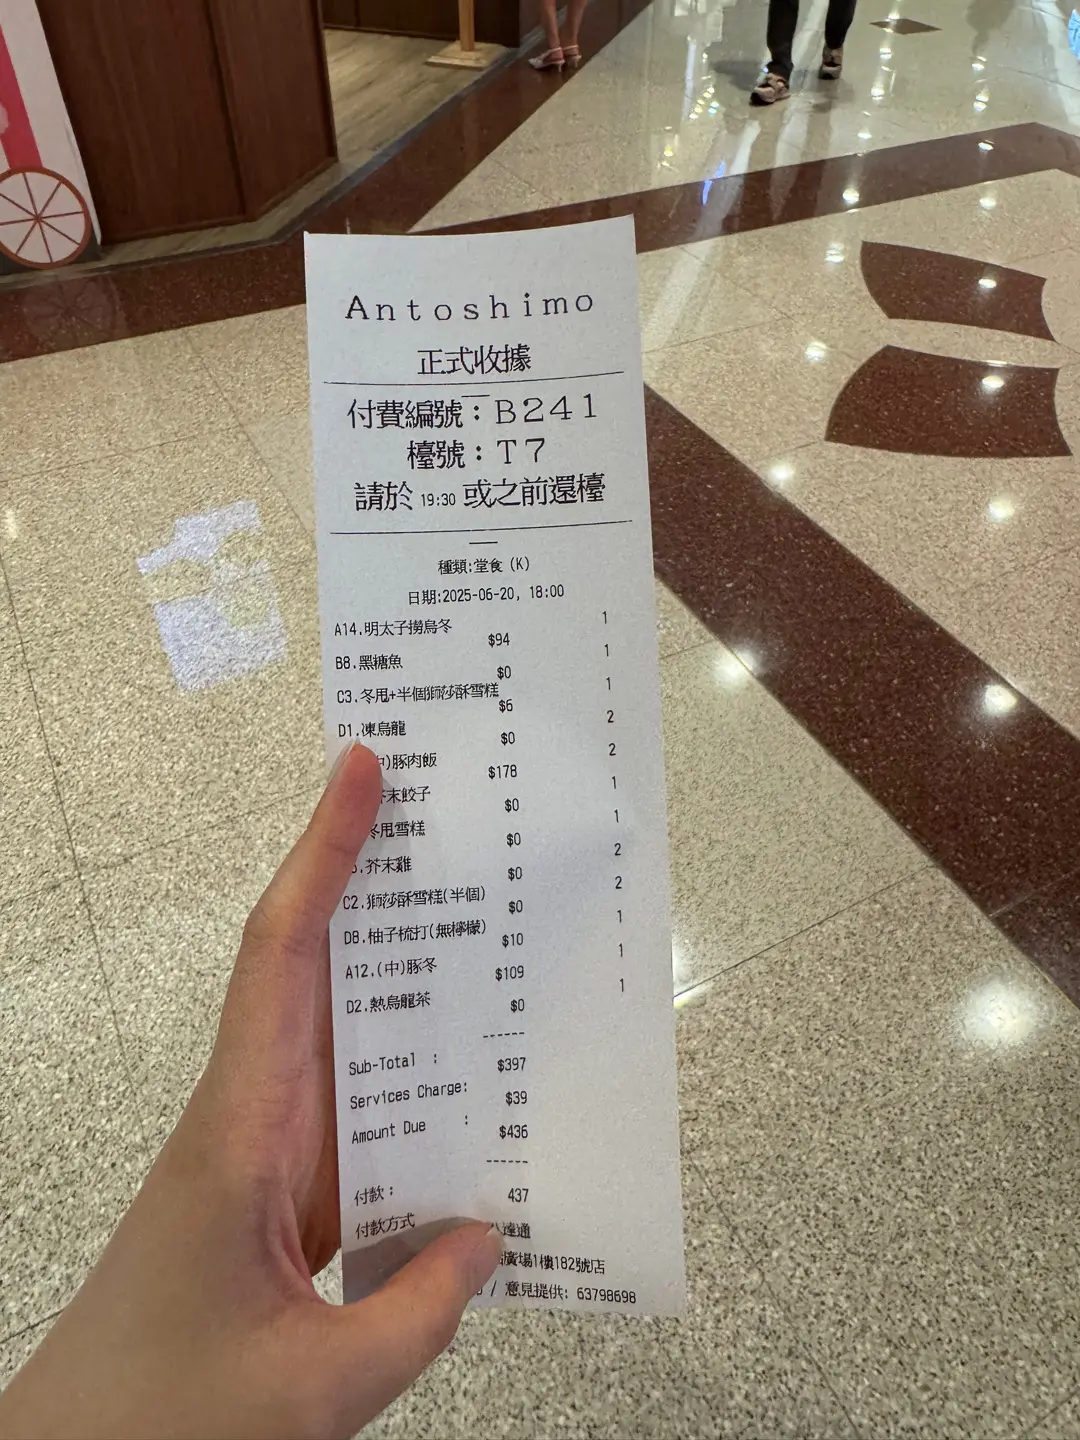 Antoshimo
正式收據
付費編號：B241
檯號：T7
請於 19:30 或之前還檯
種類:堂食 (K)
日期:2025-06-20, 18:00
A14.明太子撈烏冬 $94 1
B8.黑糖魚 $0 1
C3.冬甩+半個獅莎酥雪糕 $6 1
D1.凍烏龍 $0 2
中)豚肉飯 $178 2
芥末餃子 $0 1
冬甩雪糕 $0 1
.芥末雞 $0 2
C2.獅莎酥雪糕(半個) $0 2
D8.柚子梳打(無檸檬) $10 1
A12.(中)豚冬 $109 1
D2.熱烏龍茶 $0 1
------
Sub-Total : $397
Services Charge: $39
Amount Due : $436
------
付款： 437
付款方式 達通
廣場1樓182號店
/ 意見提供: 63798698